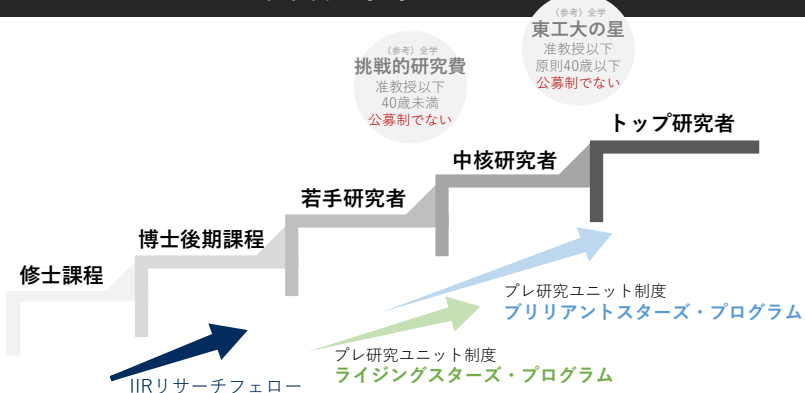 （参考）全学
東工大の星
准教授以下
原則40歳以下
公募制でない
（参考）全学
挑戦的研究費
准教授以下
40歳未満
公募制でない
トップ研究者
中核研究者
若手研究者
博士後期課程
修士課程
プレ研究ユニット制度
ブリリアントスターズ・プログラム
プレ研究ユニット制度
ライジングスターズ・プログラム
IIRリサーチフェロー